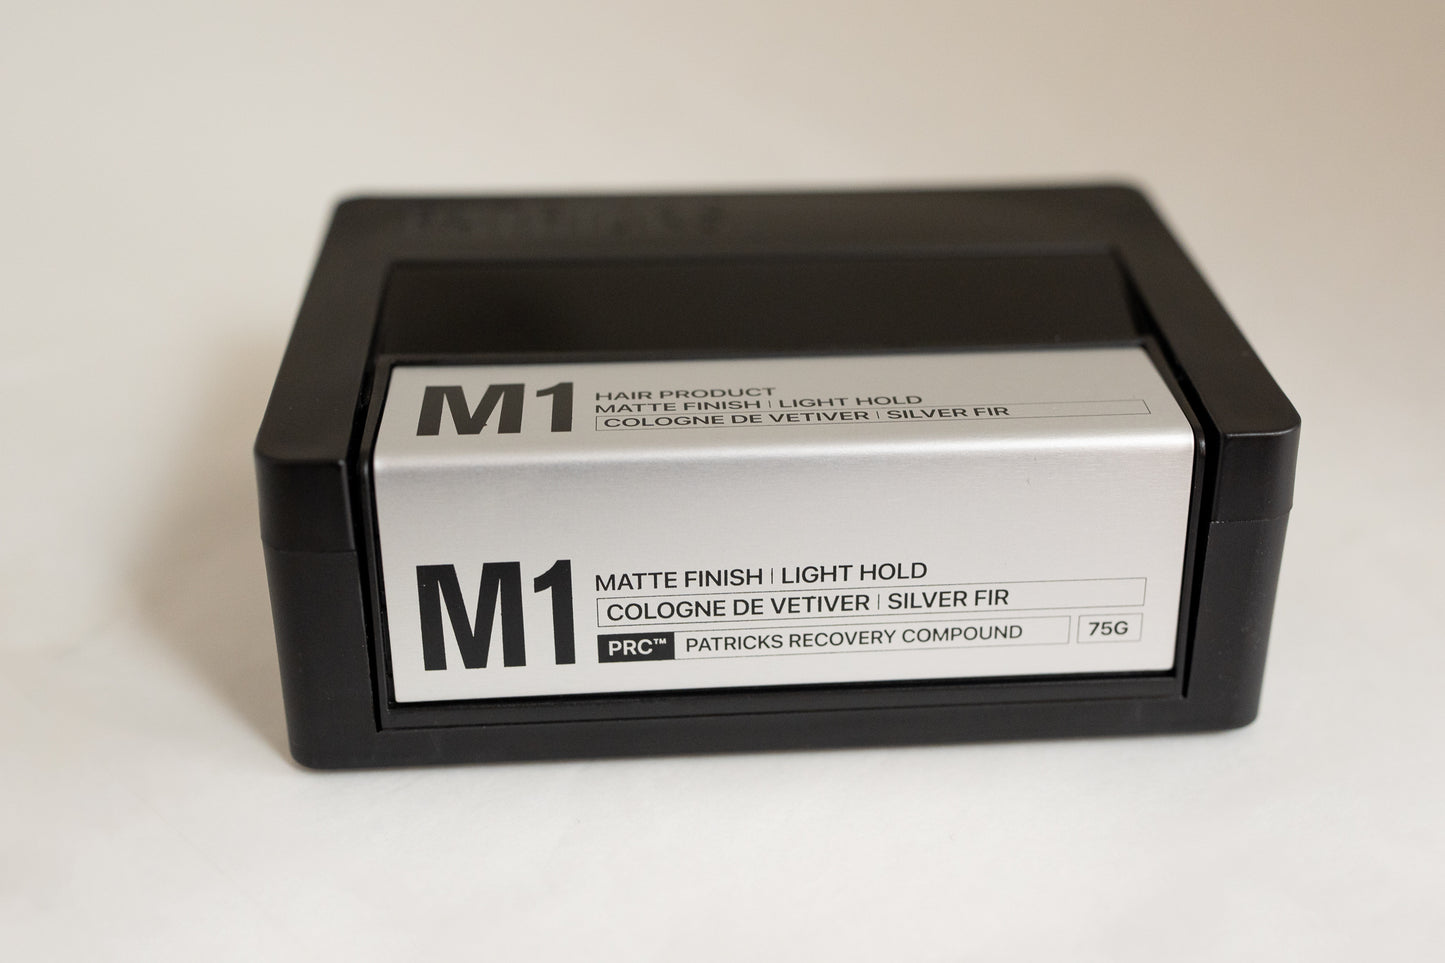 M1
HAIR PRODUCT
MATTE FINISH | LIGHT HOLD
COLOGNE DE VETIVER | SILVER FIR
M1
MATTE FINISH | LIGHT HOLD
COLOGNE DE VETIVER | SILVER FIR
PRC™ PATRICKS RECOVERY COMPOUND 75G